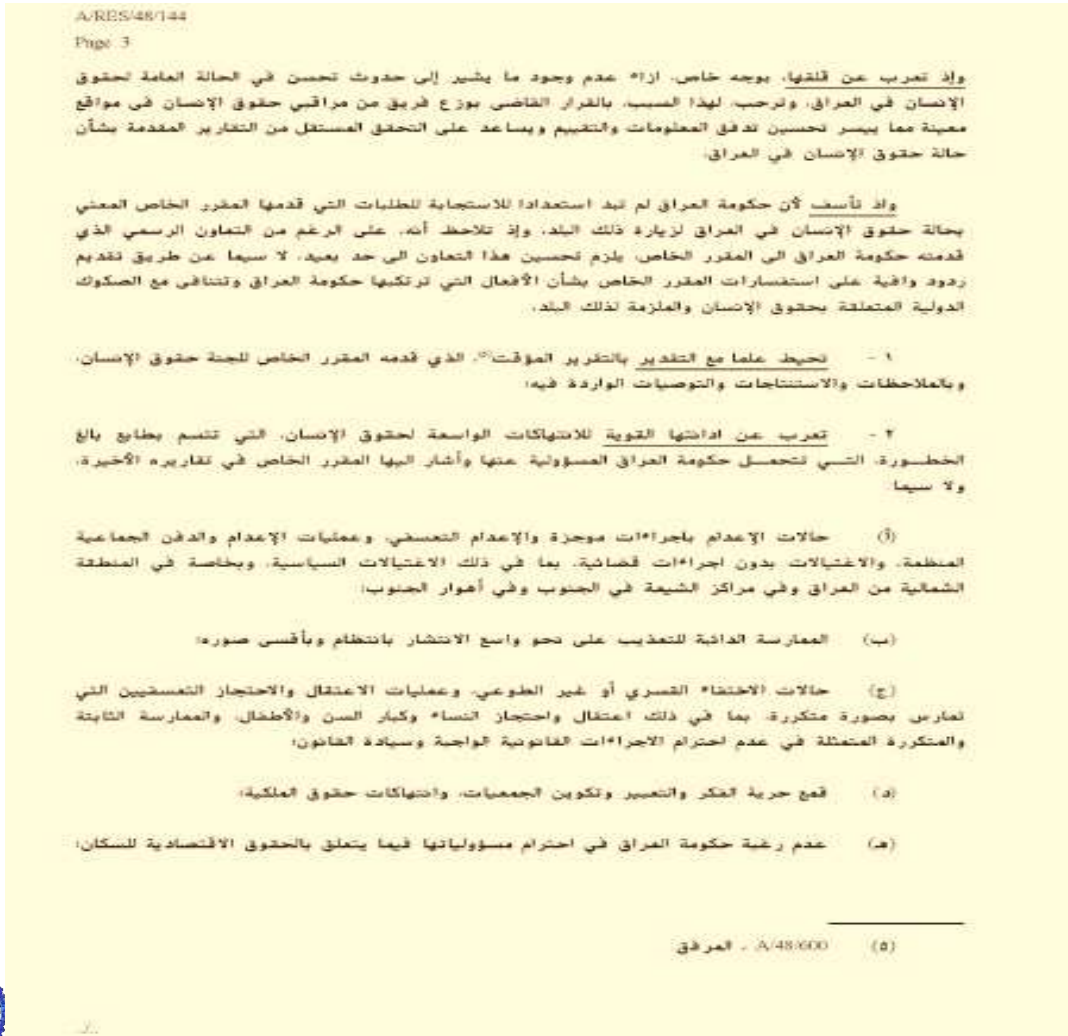 A/RES/48/144
Page 3
وإذ تعرب عن قلقها، بوجه خاص، ازاء عدم وجود ما يشير إلى حدوث تحسن في الحالة العامة لحقوق
الإنسان في العراق، وترحب، لهذا السبب، بالقرار القاضي بوزع فريق من مراقبي حقوق الإنسان في مواقع
معينة مما ييسر تحسين تدفق المعلومات والتقييم ويساعد على التحقق المستقل من التقارير المقدمة بشأن
حالة حقوق الإنسان في العراق،
وإذ تأسف لأن حكومة العراق لم تبد استعدادا للاستجابة للطلبات التي قدمها المقرر الخاص المعني
بحالة حقوق الإنسان في العراق لزيارة ذلك البلد، وإذ تلاحظ أنه، على الرغم من التعاون الرسمي الذي
قدمته حكومة العراق الى المقرر الخاص، يلزم تحسين هذا التعاون الى حد بعيد، لا سيما عن طريق تقديم
ردود وافية على استفسارات المقرر الخاص بشأن الأفعال التي ترتكبها حكومة العراق وتتنافى مع الصكوك
الدولية المتعلقة بحقوق الإنسان والملزمة لذلك البلد،
١ - تحيط علما مع التقدير بالتقرير المؤقت(٥)، الذي قدمه المقرر الخاص للجنة حقوق الإنسان،
وبالملاحظات والاستنتاجات والتوصيات الواردة فيه؛
٢ - تعرب عن ادانتها القوية للانتهاكات الواسعة لحقوق الإنسان، التي تتسم بطابع بالغ
الخطــورة، التــي تتحمــل حكومة العراق المسؤولية عنها وأشار اليها المقرر الخاص في تقاريره الأخيرة،
ولا سيما:
(أ) حالات الإعدام باجراءات موجزة والإعدام التعسفي، وعمليات الإعدام والدفن الجماعية
المنظمة، والاغتيالات بدون اجراءات قضائية، بما في ذلك الاغتيالات السياسية، وبخاصة في المنطقة
الشمالية من العراق وفي مراكز الشيعة في الجنوب وفي أهوار الجنوب؛
(ب) الممارسة الدائبة للتعذيب على نحو واسع الانتشار بانتظام وبأقسى صوره؛
(ج) حالات الاختفاء القسري أو غير الطوعي، وعمليات الاعتقال والاحتجاز التعسفيين التي
تمارس بصورة متكررة، بما في ذلك اعتقال واحتجاز النساء وكبار السن والأطفال، والممارسة الثابتة
والمتكررة المتمثلة في عدم احترام الاجراءات القانونية الواجبة وسيادة القانون؛
(د) قمع حرية الفكر والتعبير وتكوين الجمعيات، وانتهاكات حقوق الملكية؛
(هـ) عدم رغبة حكومة العراق في احترام مسؤولياتها فيما يتعلق بالحقوق الاقتصادية للسكان؛
(٥) A/48/600 ، المرفق
../..